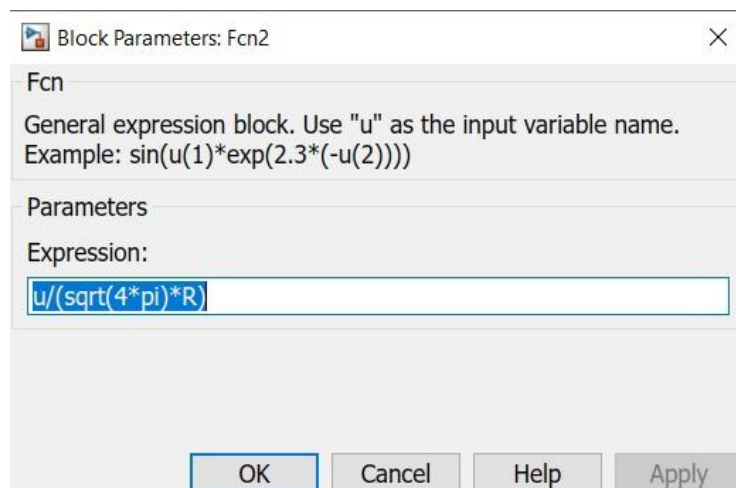 Block Parameters: Fcn2
Fcn
General expression block. Use "u" as the input variable name.
Example: sin(u(1)*exp(2.3*(-u(2))))
Parameters
Expression:
u/(sqrt(4*pi)*R)
OK Cancel Help Apply